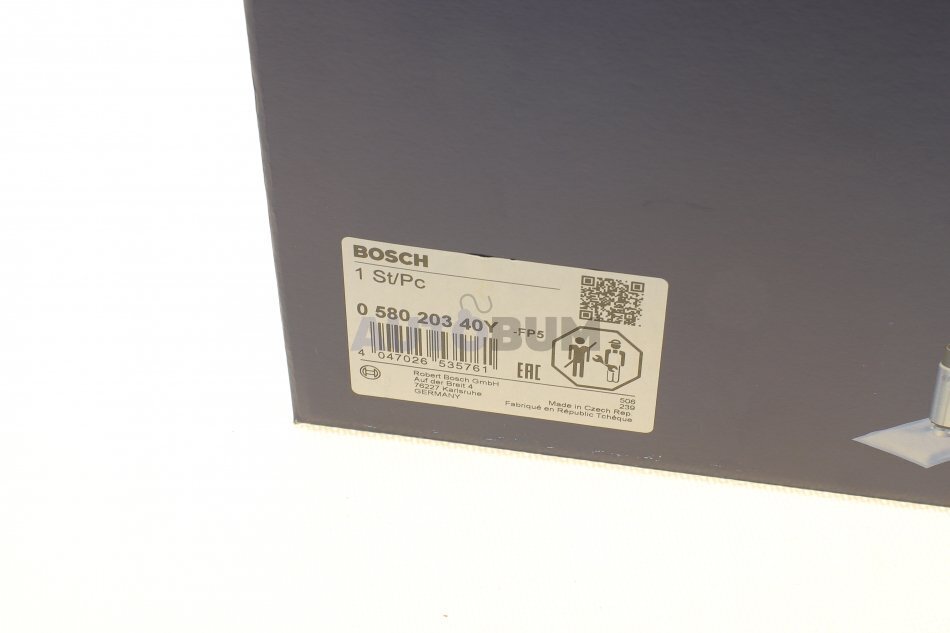 BOSCH
1 St/Pc
0 580 203 40Y -FP5
AUTOBUM
4 047026 535761
EAC
Robert Bosch GmbH
Auf der Breit 4
76227 Karlsruhe
GERMANY
506
239
Made in Czech Rep.
Fabriqué en République Tchèque